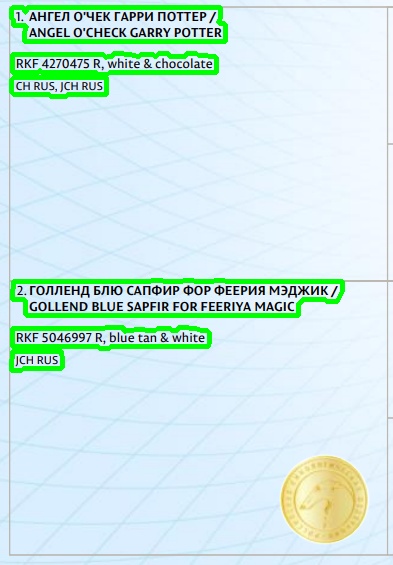 1. АНГЕЛ О'ЧЕК ГАРРИ ПОТТЕР /
ANGEL O'CHECK GARRY POTTER
RKF 4270475 R, white & chocolate
CH RUS, JCH RUS
2. ГОЛЛЕНД БЛЮ САПФИР ФОР ФЕЕРИЯ МЭДЖИК /
GOLLEND BLUE SAPFIR FOR FEERIYA MAGIC
RKF 5046997 R, blue tan & white
JCH RUS